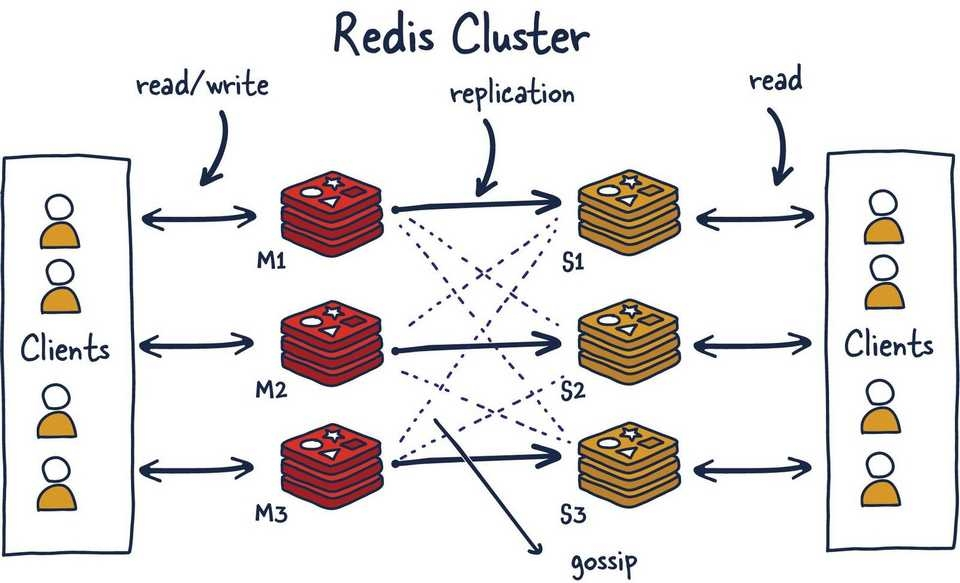 Redis Cluster
read/write
replication
read
M1
S1
Clients
Clients
M2
S2
M3
S3
gossip